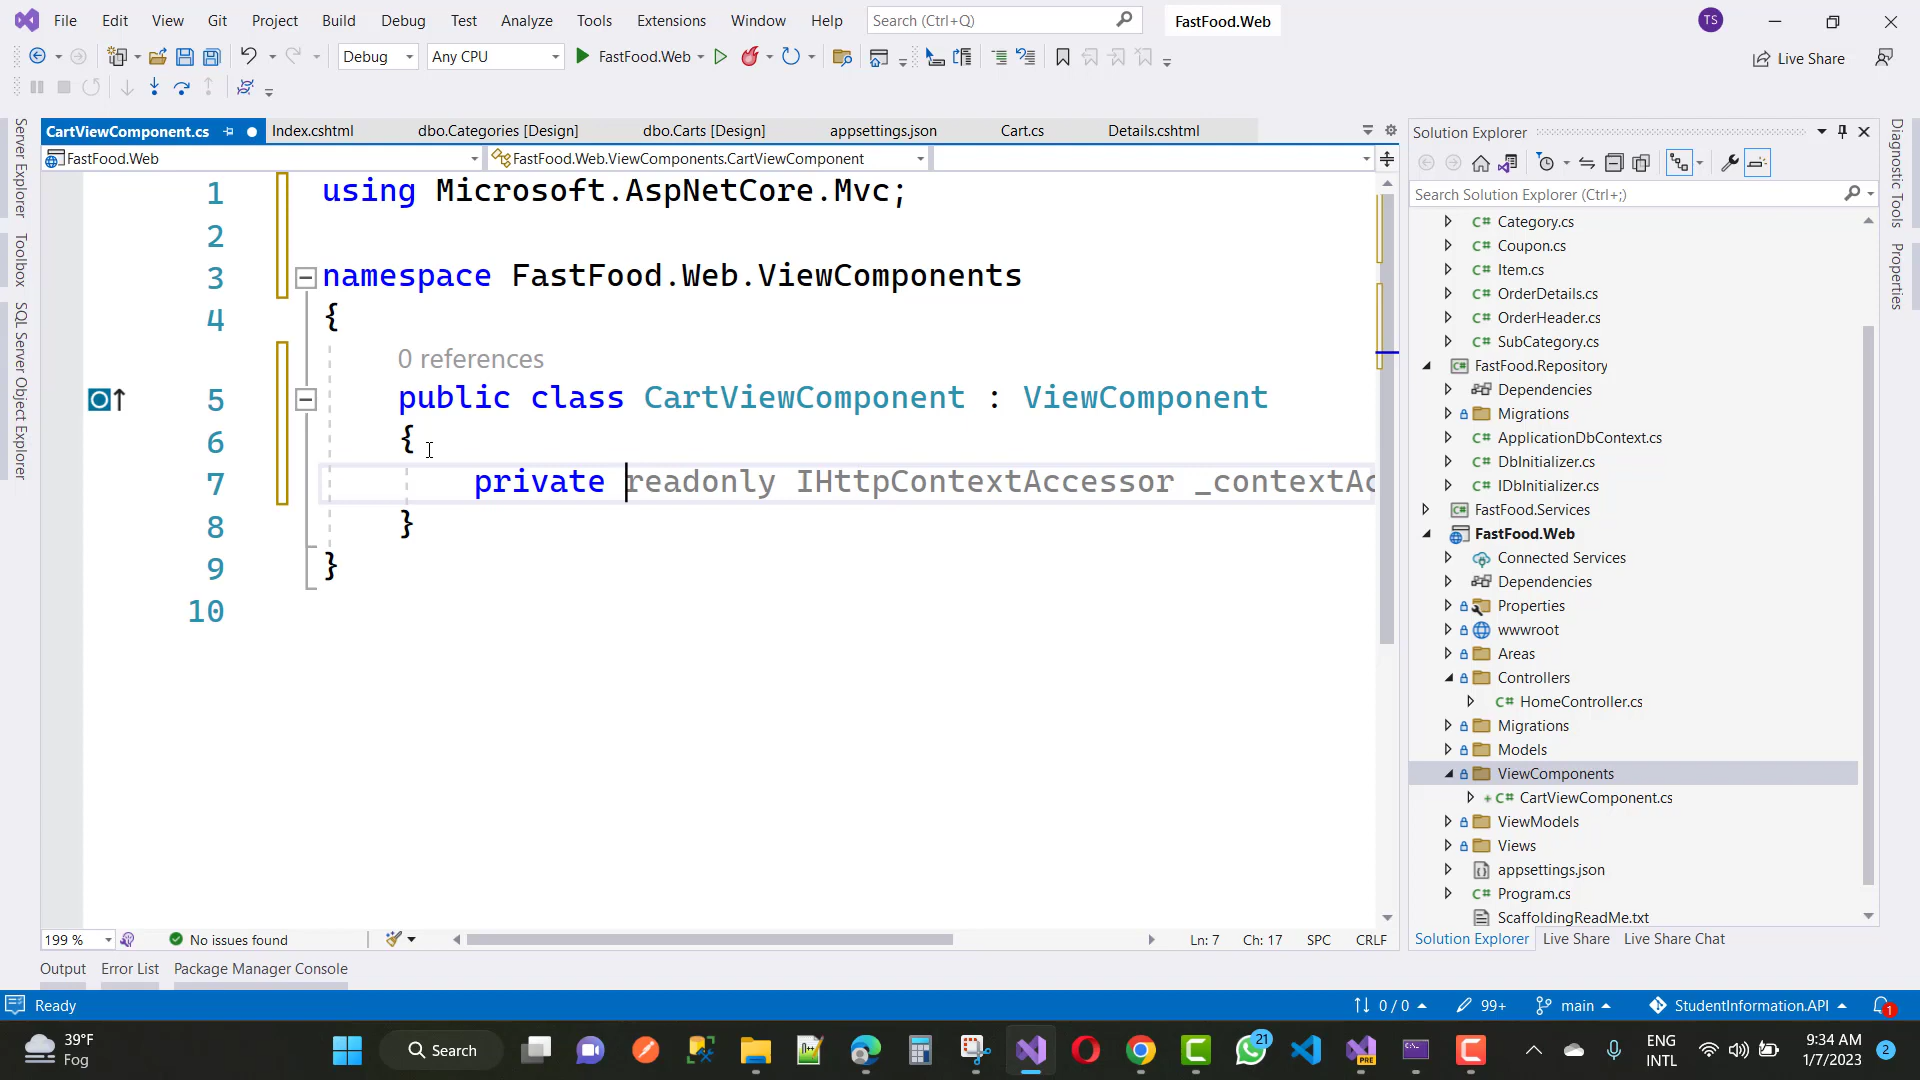 File Edit View Git Project Build Debug Test Analyze Tools Extensions Window Help Search (Ctrl+Q) FastFood.Web TS
Debug Any CPU FastFood.Web Live Share
CartViewComponent.cs Index.cshtml dbo.Categories [Design] dbo.Carts [Design] appsettings.json Cart.cs Details.cshtml
FastFood.Web FastFood.Web.ViewComponents.CartViewComponent
1 using Microsoft.AspNetCore.Mvc;
2
3 namespace FastFood.Web.ViewComponents
4 {
0 references
5 public class CartViewComponent : ViewComponent
6 {
7 private readonly IHttpContextAccessor _contextAc
8 }
9 }
10
199 % No issues found Ln: 7 Ch: 17 SPC CRLF
Server Explorer
Toolbox
SQL Server Object Explorer
Solution Explorer
Search Solution Explorer (Ctrl+;)
C# Category.cs
C# Coupon.cs
C# Item.cs
C# OrderDetails.cs
C# OrderHeader.cs
C# SubCategory.cs
FastFood.Repository
Dependencies
Migrations
C# ApplicationDbContext.cs
C# DbInitializer.cs
C# IDbInitializer.cs
FastFood.Services
FastFood.Web
Connected Services
Dependencies
Properties
wwwroot
Areas
Controllers
C# HomeController.cs
Migrations
Models
ViewComponents
+ C# CartViewComponent.cs
ViewModels
Views
appsettings.json
C# Program.cs
ScaffoldingReadMe.txt
Solution Explorer Live Share Live Share Chat
Diagnostic Tools
Properties
Output Error List Package Manager Console
Ready 0 / 0 99+ main StudentInformation.API 1
39°F
Fog
Search
21
PRE
ENG
INTL
9:34 AM
1/7/2023
2